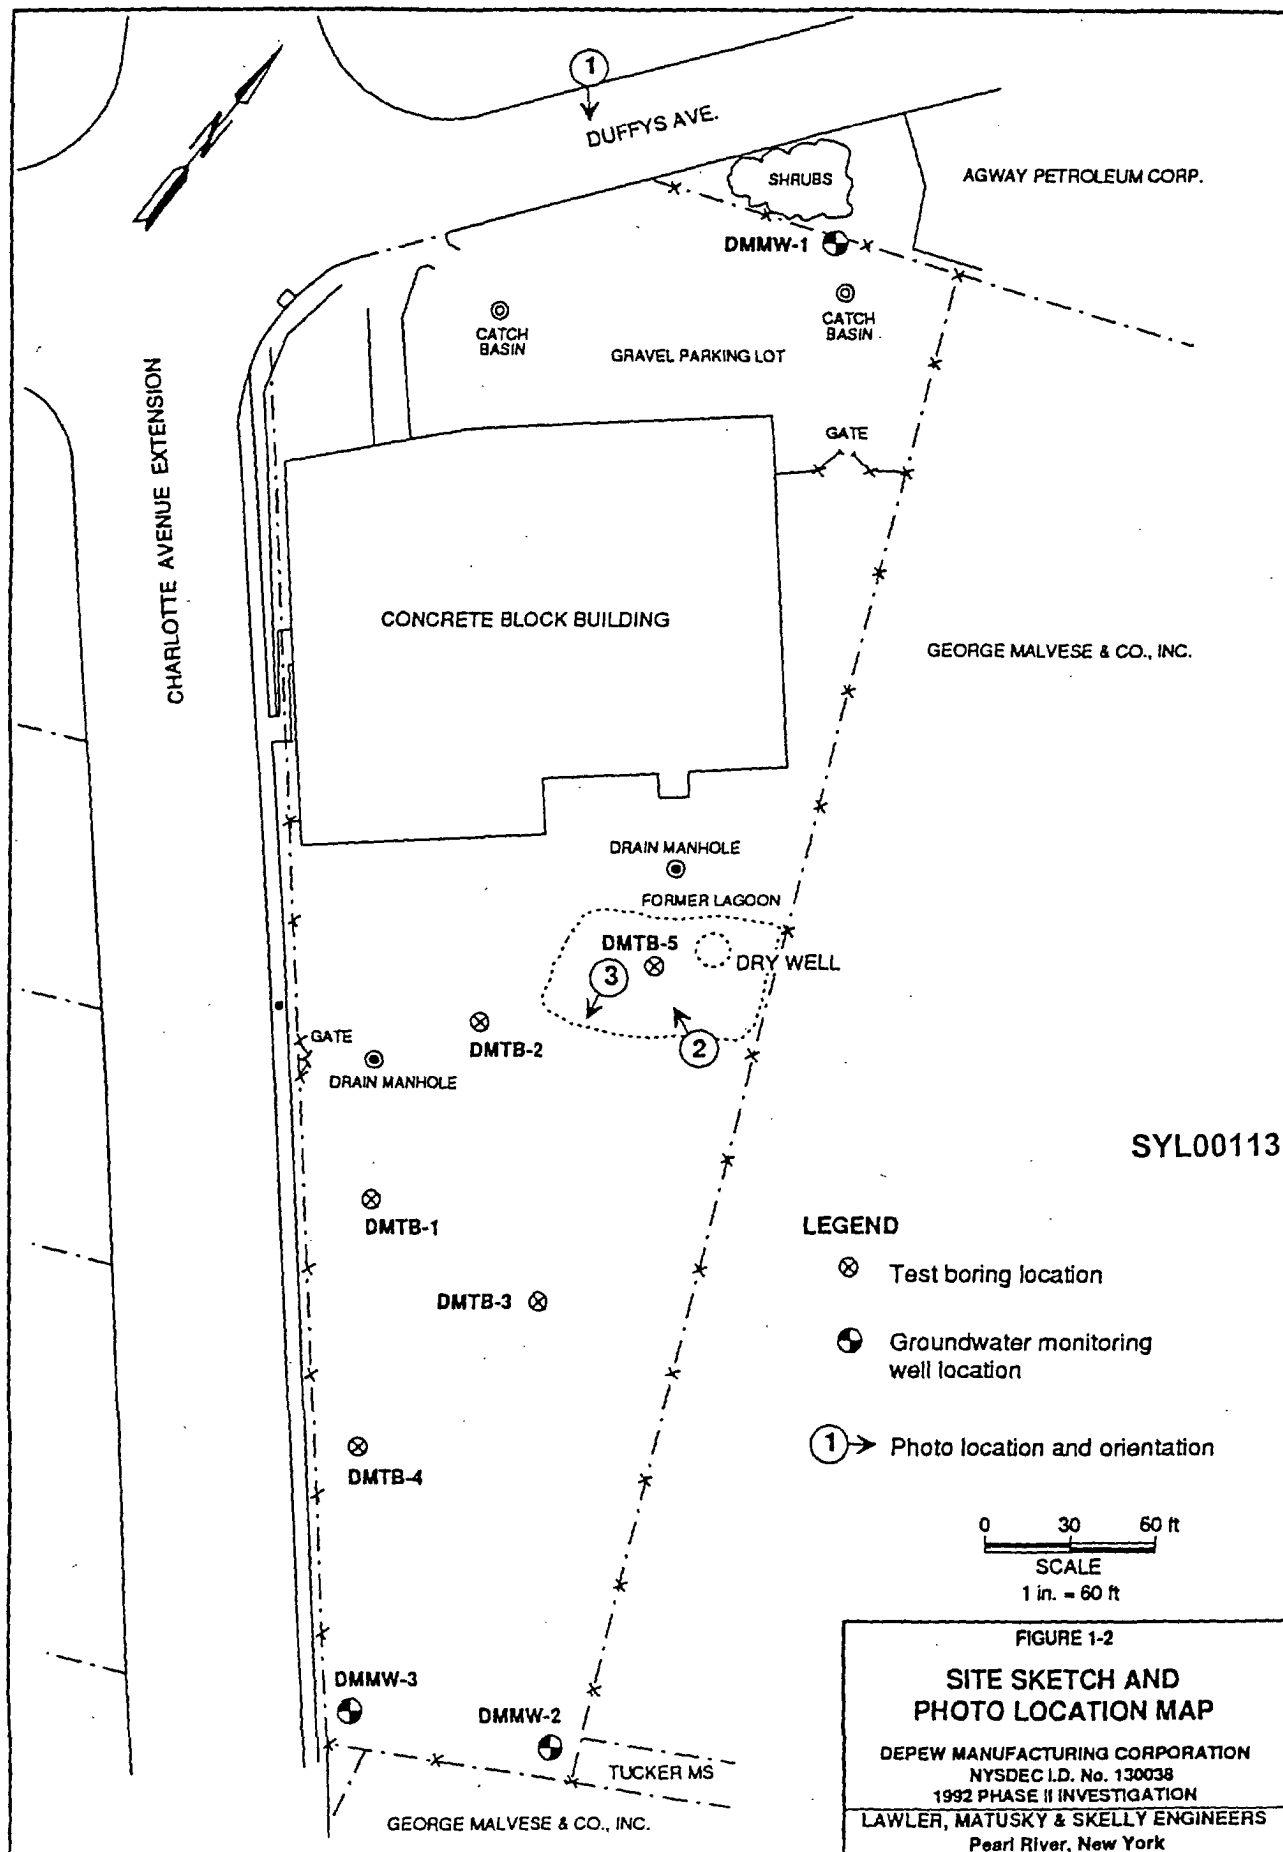 1
DUFFYS AVE.
N
SHRUBS
AGWAY PETROLEUM CORP.
DMMW-1
CATCH
BASIN
CATCH
BASIN
GRAVEL PARKING LOT
CHARLOTTE AVENUE EXTENSION
GATE
CONCRETE BLOCK BUILDING
GEORGE MALVESE & CO., INC.
DRAIN MANHOLE
FORMER LAGOON
DMTB-5
DRY WELL
3
2
DMTB-2
GATE
DRAIN MANHOLE
SYL00113
DMTB-1
DMTB-3
DMTB-4
LEGEND
Test boring location
Groundwater monitoring
well location
1 Photo location and orientation
0 30 60 ft
SCALE
1 in. = 60 ft
DMMW-3
DMMW-2
TUCKER MS
GEORGE MALVESE & CO., INC.
FIGURE 1-2
SITE SKETCH AND
PHOTO LOCATION MAP
DEPEW MANUFACTURING CORPORATION
NYSDEC I.D. No. 130038
1992 PHASE II INVESTIGATION
LAWLER, MATUSKY & SKELLY ENGINEERS
Pearl River, New York